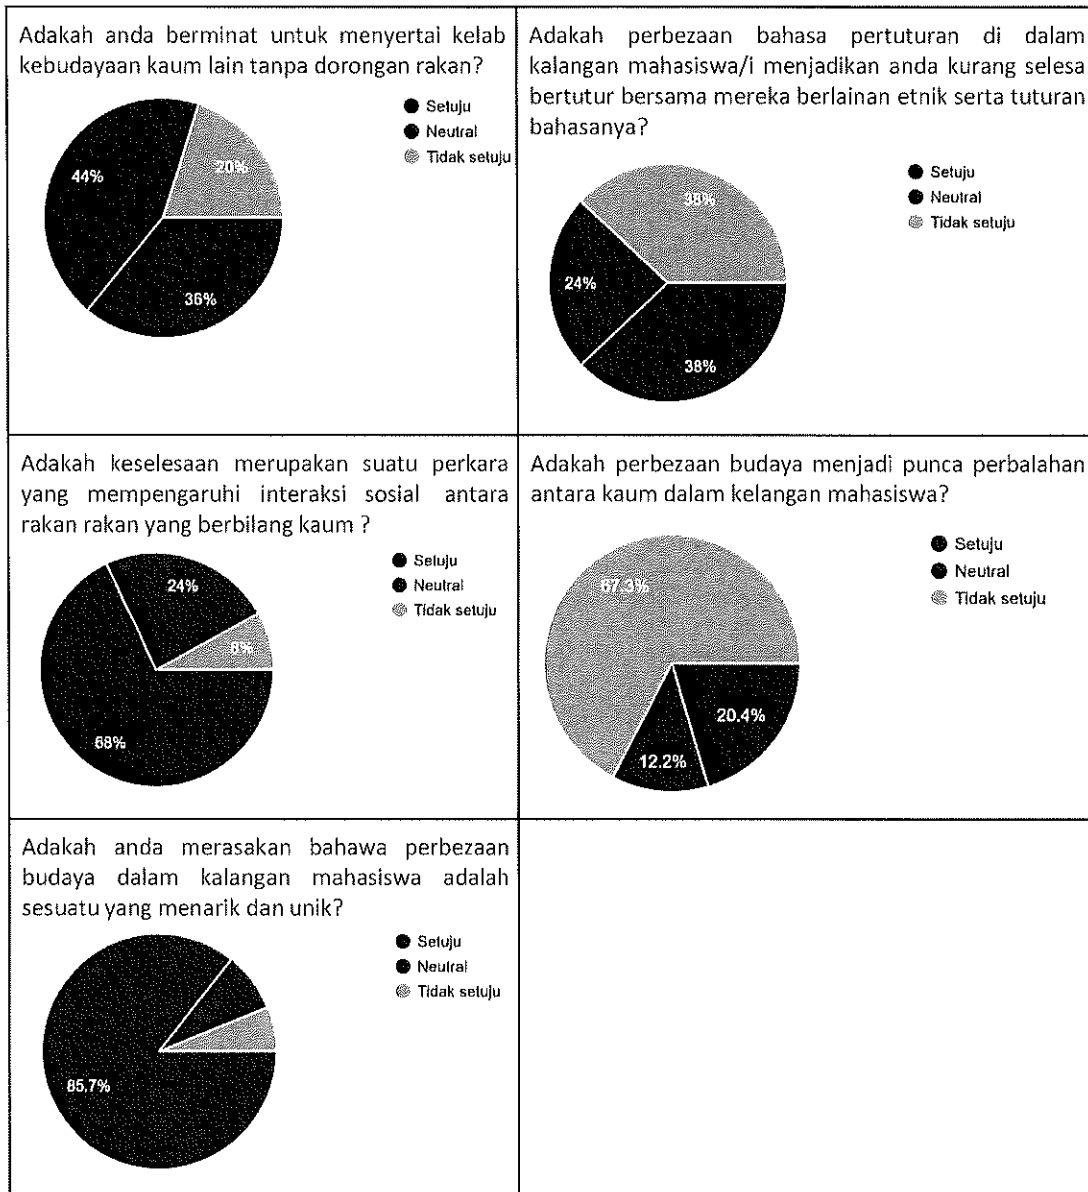 Adakah anda berminat untuk menyertai kelab
kebudayaan kaum lain tanpa dorongan rakan?
Setuju
Neutral
Tidak setuju
20%
44%
36%
Adakah perbezaan bahasa pertuturan di dalam
kalangan mahasiswa/i menjadikan anda kurang selesa
bertutur bersama mereka berlainan etnik serta tuturan
bahasanya?
Setuju
Neutral
Tidak setuju
38%
24%
38%
Adakah keselesaan merupakan suatu perkara
yang mempengaruhi interaksi sosial antara
rakan rakan yang berbilang kaum ?
Setuju
Neutral
Tidak setuju
24%
8%
68%
Adakah perbezaan budaya menjadi punca perbalahan
antara kaum dalam kelangan mahasiswa?
Setuju
Neutral
Tidak setuju
67.3%
20.4%
12.2%
Adakah anda merasakan bahawa perbezaan
budaya dalam kalangan mahasiswa adalah
sesuatu yang menarik dan unik?
Setuju
Neutral
Tidak setuju
85.7%